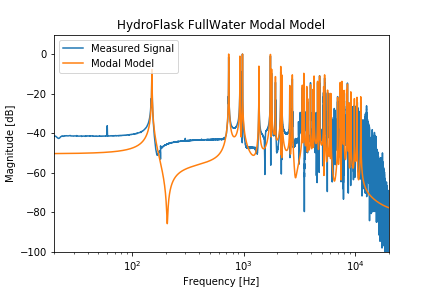 HydroFlask FullWater Modal Model
Measured Signal
Modal Model
Magnitude [dB]
0
−20
−40
−60
−80
−100
10²
10³
10⁴
Frequency [Hz]